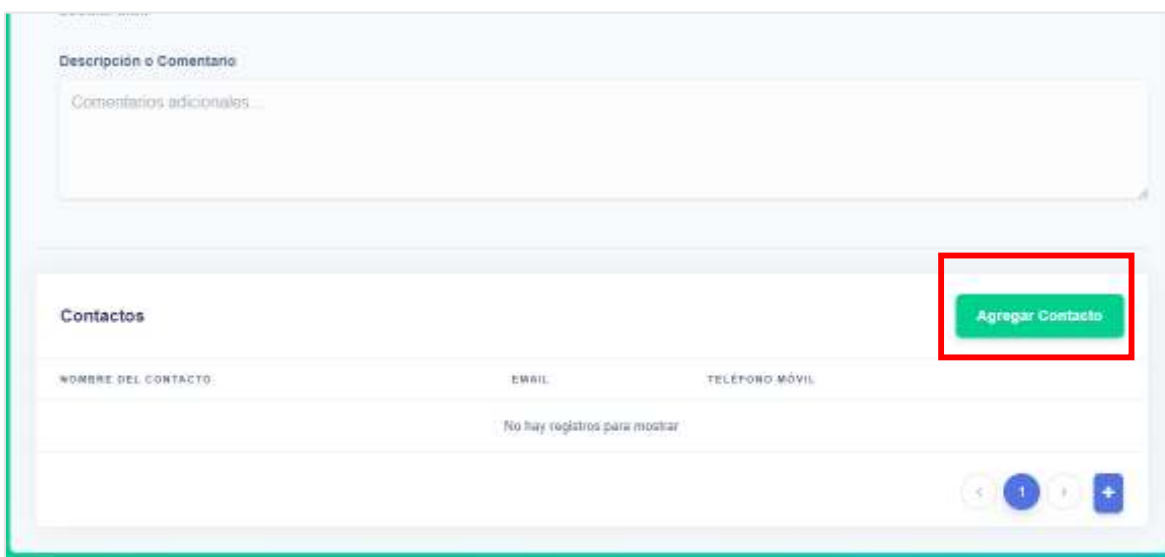 Descripción o Comentario
Comentarios adicionales...
Contactos
Agregar Contacto
NOMBRE DEL CONTACTO EMAIL TELÉFONO MÓVIL
No hay registros para mostrar
< 1 > +